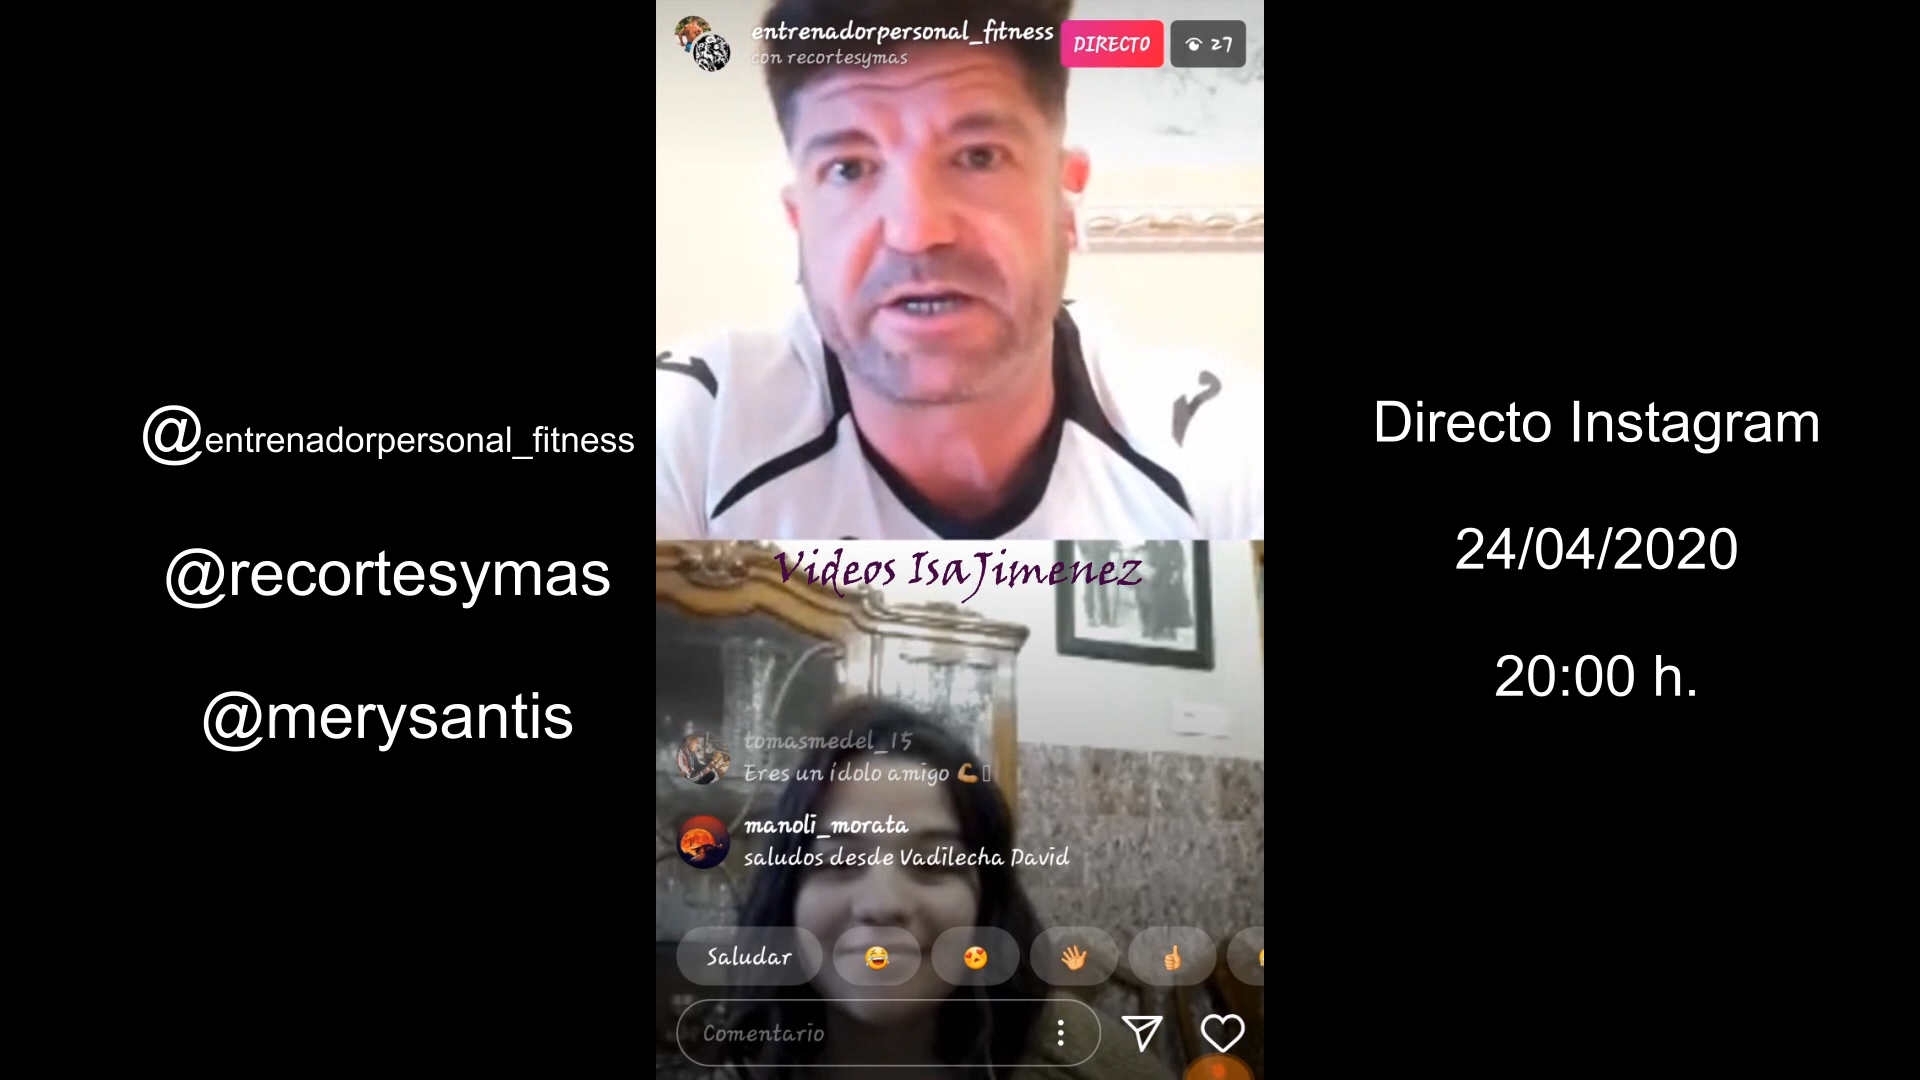 entrenadorpersonal_fitness
con recortesymas
DIRECTO
27
@entrenadorpersonal_fitness
@recortesymas
@merysantis
Videos IsaJimenez
tomasmedel_15
Eres un ídolo amigo 💪
manoli_morata
saludos desde Vadilecha David
Saludar
Comentario
Directo Instagram
24/04/2020
20:00 h.